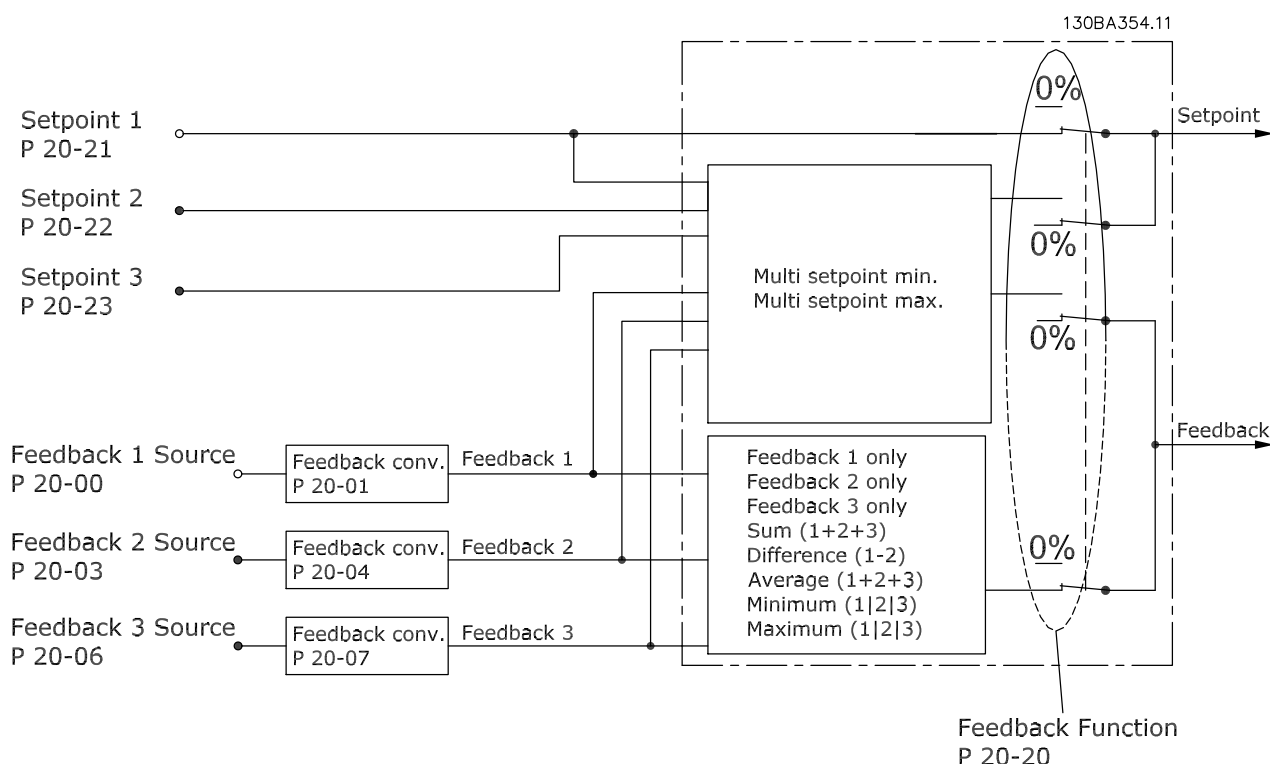 130BA354.11
0%
Setpoint 1
P 20-21
Setpoint
Setpoint 2
P 20-22
0%
Setpoint 3
P 20-23
Multi setpoint min.
Multi setpoint max.
0%
Feedback
Feedback 1 Source
P 20-00
Feedback conv.
P 20-01
Feedback 1
Feedback 2 Source
P 20-03
Feedback conv.
P 20-04
Feedback 2
Feedback 3 Source
P 20-06
Feedback conv.
P 20-07
Feedback 3
Feedback 1 only
Feedback 2 only
Feedback 3 only
Sum (1+2+3)
Difference (1-2)
Average (1+2+3)
Minimum (1|2|3)
Maximum (1|2|3)
0%
Feedback Function
P 20-20